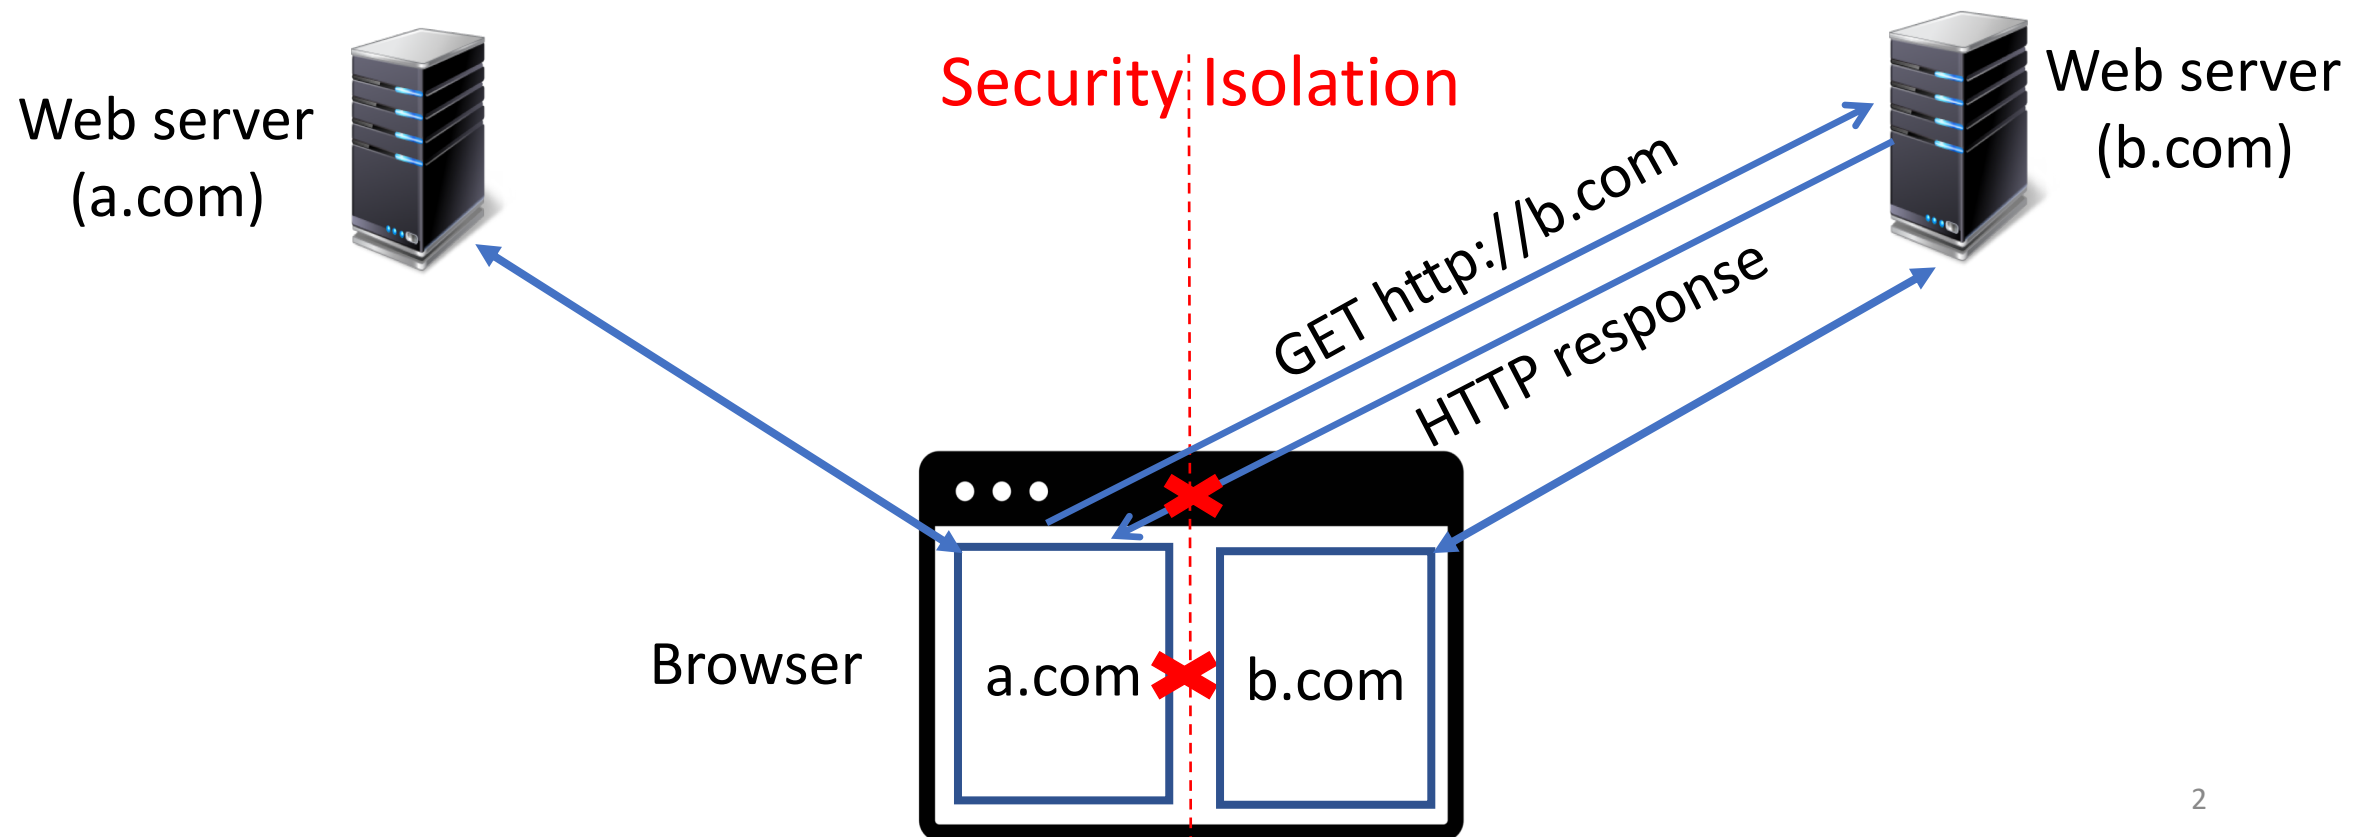 Security Isolation
Web server
(a.com)
Web server
(b.com)
GET http://b.com
HTTP response
Browser
a.com
b.com
2